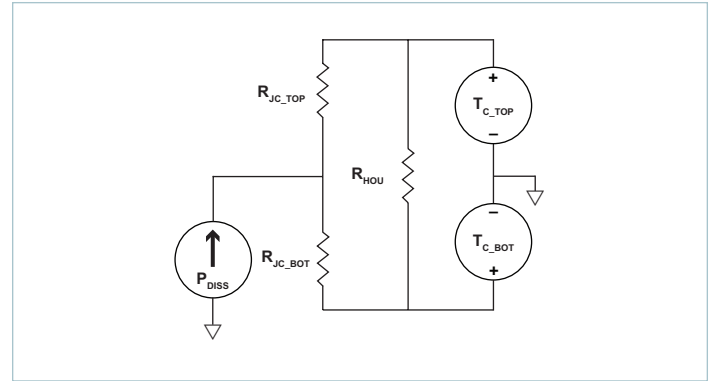 R_JC_TOP
+
T_C_TOP
–
R_HOU
–
T_C_BOT
+
R_JC_BOT
P_DISS